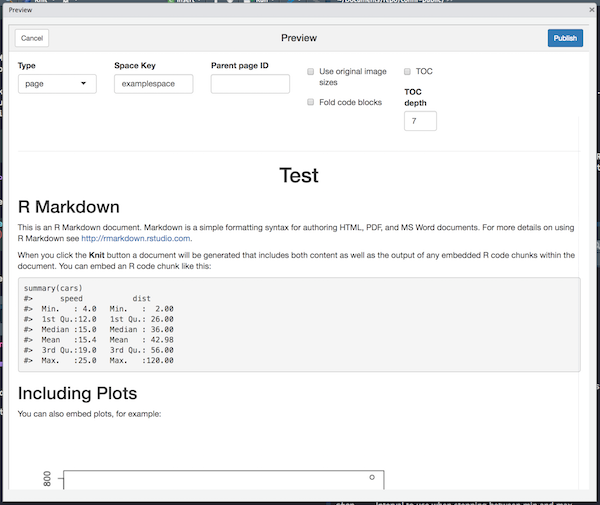 Preview
Cancel
Preview
Publish
Type
Space Key
Parent page ID
Use original image
sizes
TOC
page
examplespace
Fold code blocks
TOC
depth
7
Test
R Markdown
This is an R Markdown document. Markdown is a simple formatting syntax for authoring HTML, PDF, and MS Word documents. For more details on using
R Markdown see http://rmarkdown.rstudio.com.
When you click the Knit button a document will be generated that includes both content as well as the output of any embedded R code chunks within the
document. You can embed an R code chunk like this:
summary(cars)
#>      speed           dist
#>  Min.   : 4.0   Min.   :  2.00
#>  1st Qu.:12.0   1st Qu.: 26.00
#>  Median :15.0   Median : 36.00
#>  Mean   :15.4   Mean   : 42.98
#>  3rd Qu.:19.0   3rd Qu.: 56.00
#>  Max.   :25.0   Max.   :120.00
Including Plots
You can also embed plots, for example:
800